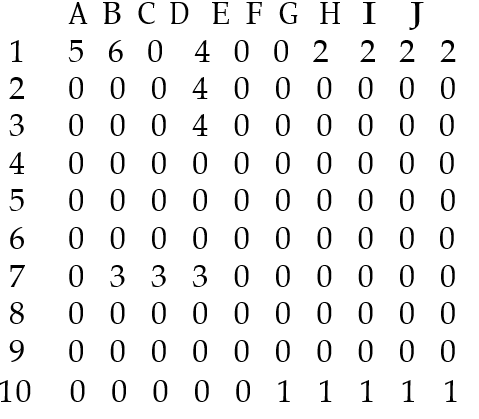 A B C D E F G H I J
1 5 6 0 4 0 0 2 2 2 2
2 0 0 0 4 0 0 0 0 0 0
3 0 0 0 4 0 0 0 0 0 0
4 0 0 0 0 0 0 0 0 0 0
5 0 0 0 0 0 0 0 0 0 0
6 0 0 0 0 0 0 0 0 0 0
7 0 3 3 3 0 0 0 0 0 0
8 0 0 0 0 0 0 0 0 0 0
9 0 0 0 0 0 0 0 0 0 0
10 0 0 0 0 0 1 1 1 1 1